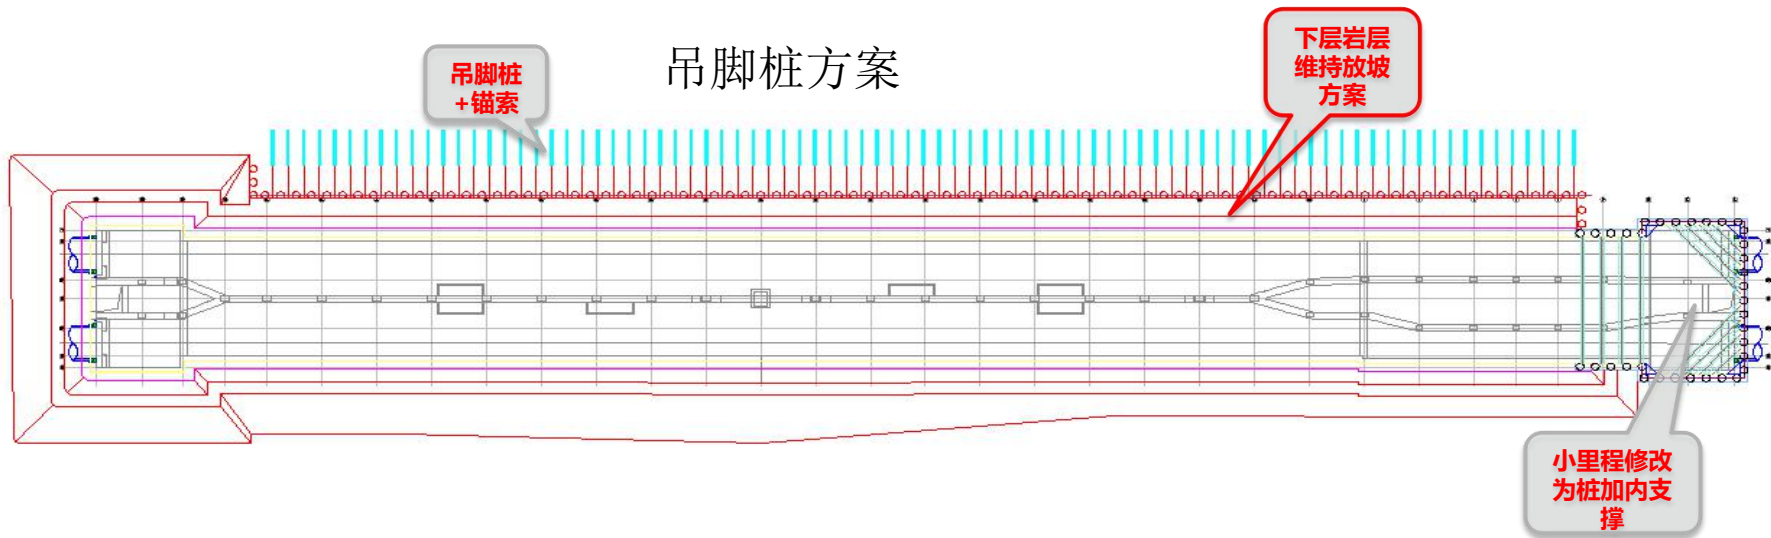 吊脚桩方案
吊脚桩
+锚索
下层岩层
维持放坡
方案
小里程修改
为桩加内支
撑